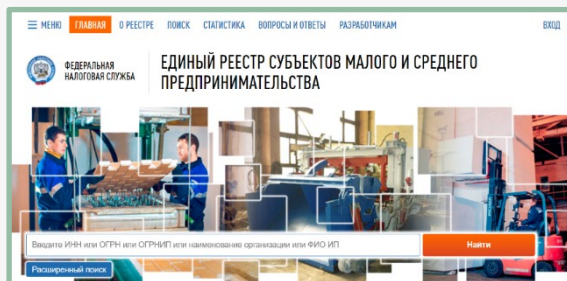 МЕНЮ ГЛАВНАЯ О РЕЕСТРЕ ПОИСК СТАТИСТИКА ВОПРОСЫ И ОТВЕТЫ РАЗРАБОТЧИКАМ ВХОД
ФЕДЕРАЛЬНАЯ
НАЛОГОВАЯ СЛУЖБА
ЕДИНЫЙ РЕЕСТР СУБЪЕКТОВ МАЛОГО И СРЕДНЕГО
ПРЕДПРИНИМАТЕЛЬСТВА
Введите ИНН или ОГРН или ОГРНИП или наименование организации или ФИО ИП Найти
Расширенный поиск